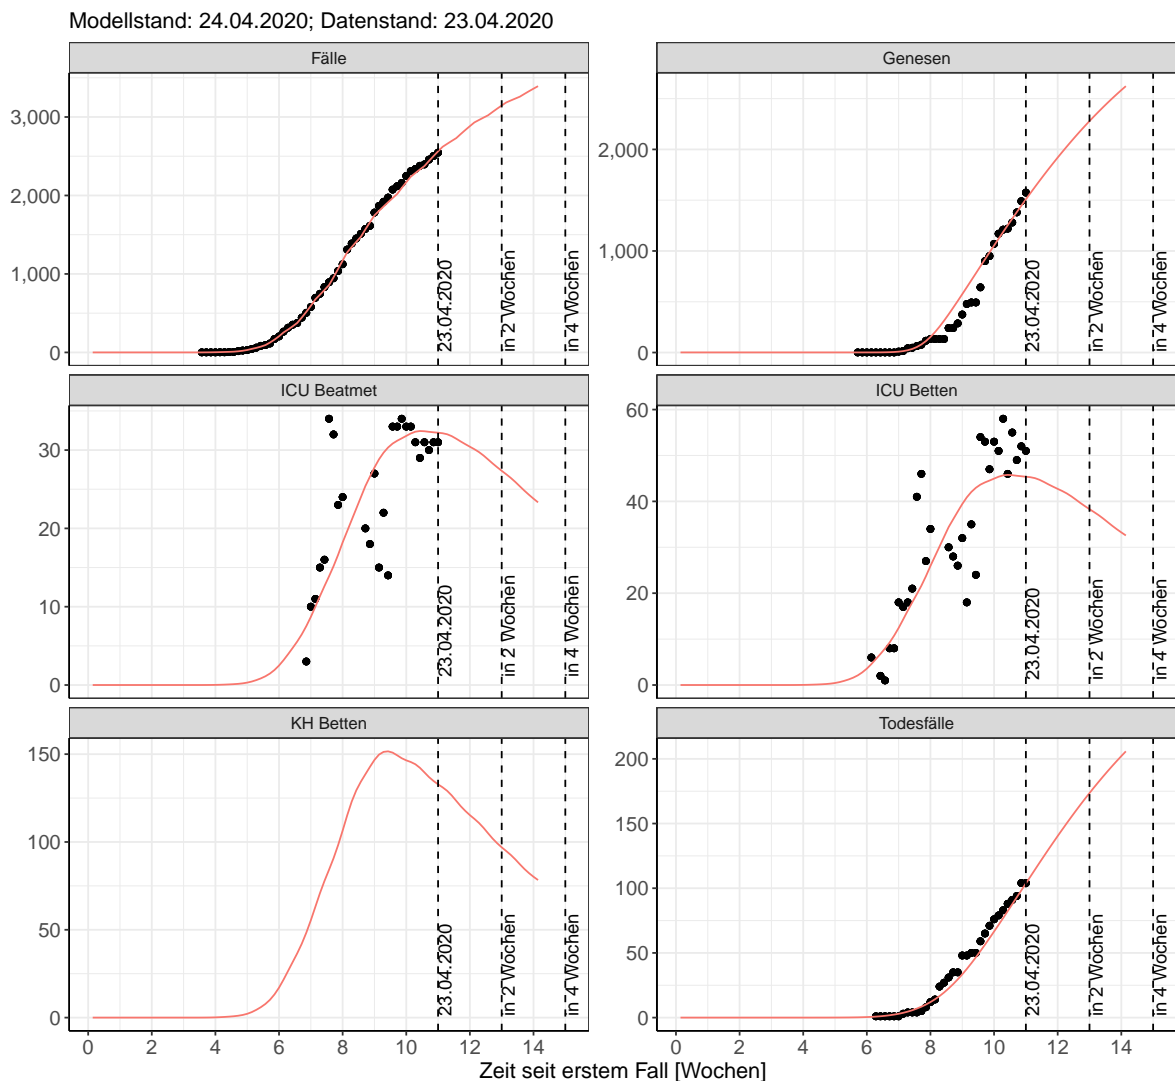 Modellstand: 24.04.2020; Datenstand: 23.04.2020
Fälle
3,000
2,000
1,000
0
23.04.2020
in 2 Wochen
in 4 Wochen
Genesen
2,000
1,000
0
23.04.2020
in 2 Wochen
in 4 Wochen
ICU Beatmet
30
20
10
0
23.04.2020
in 2 Wochen
in 4 Wochen
ICU Betten
60
40
20
0
23.04.2020
in 2 Wochen
in 4 Wochen
KH Betten
150
100
50
0
23.04.2020
in 2 Wochen
in 4 Wochen
0 2 4 6 8 10 12 14
Todesfälle
200
150
100
50
0
23.04.2020
in 2 Wochen
in 4 Wochen
0 2 4 6 8 10 12 14
Zeit seit erstem Fall [Wochen]